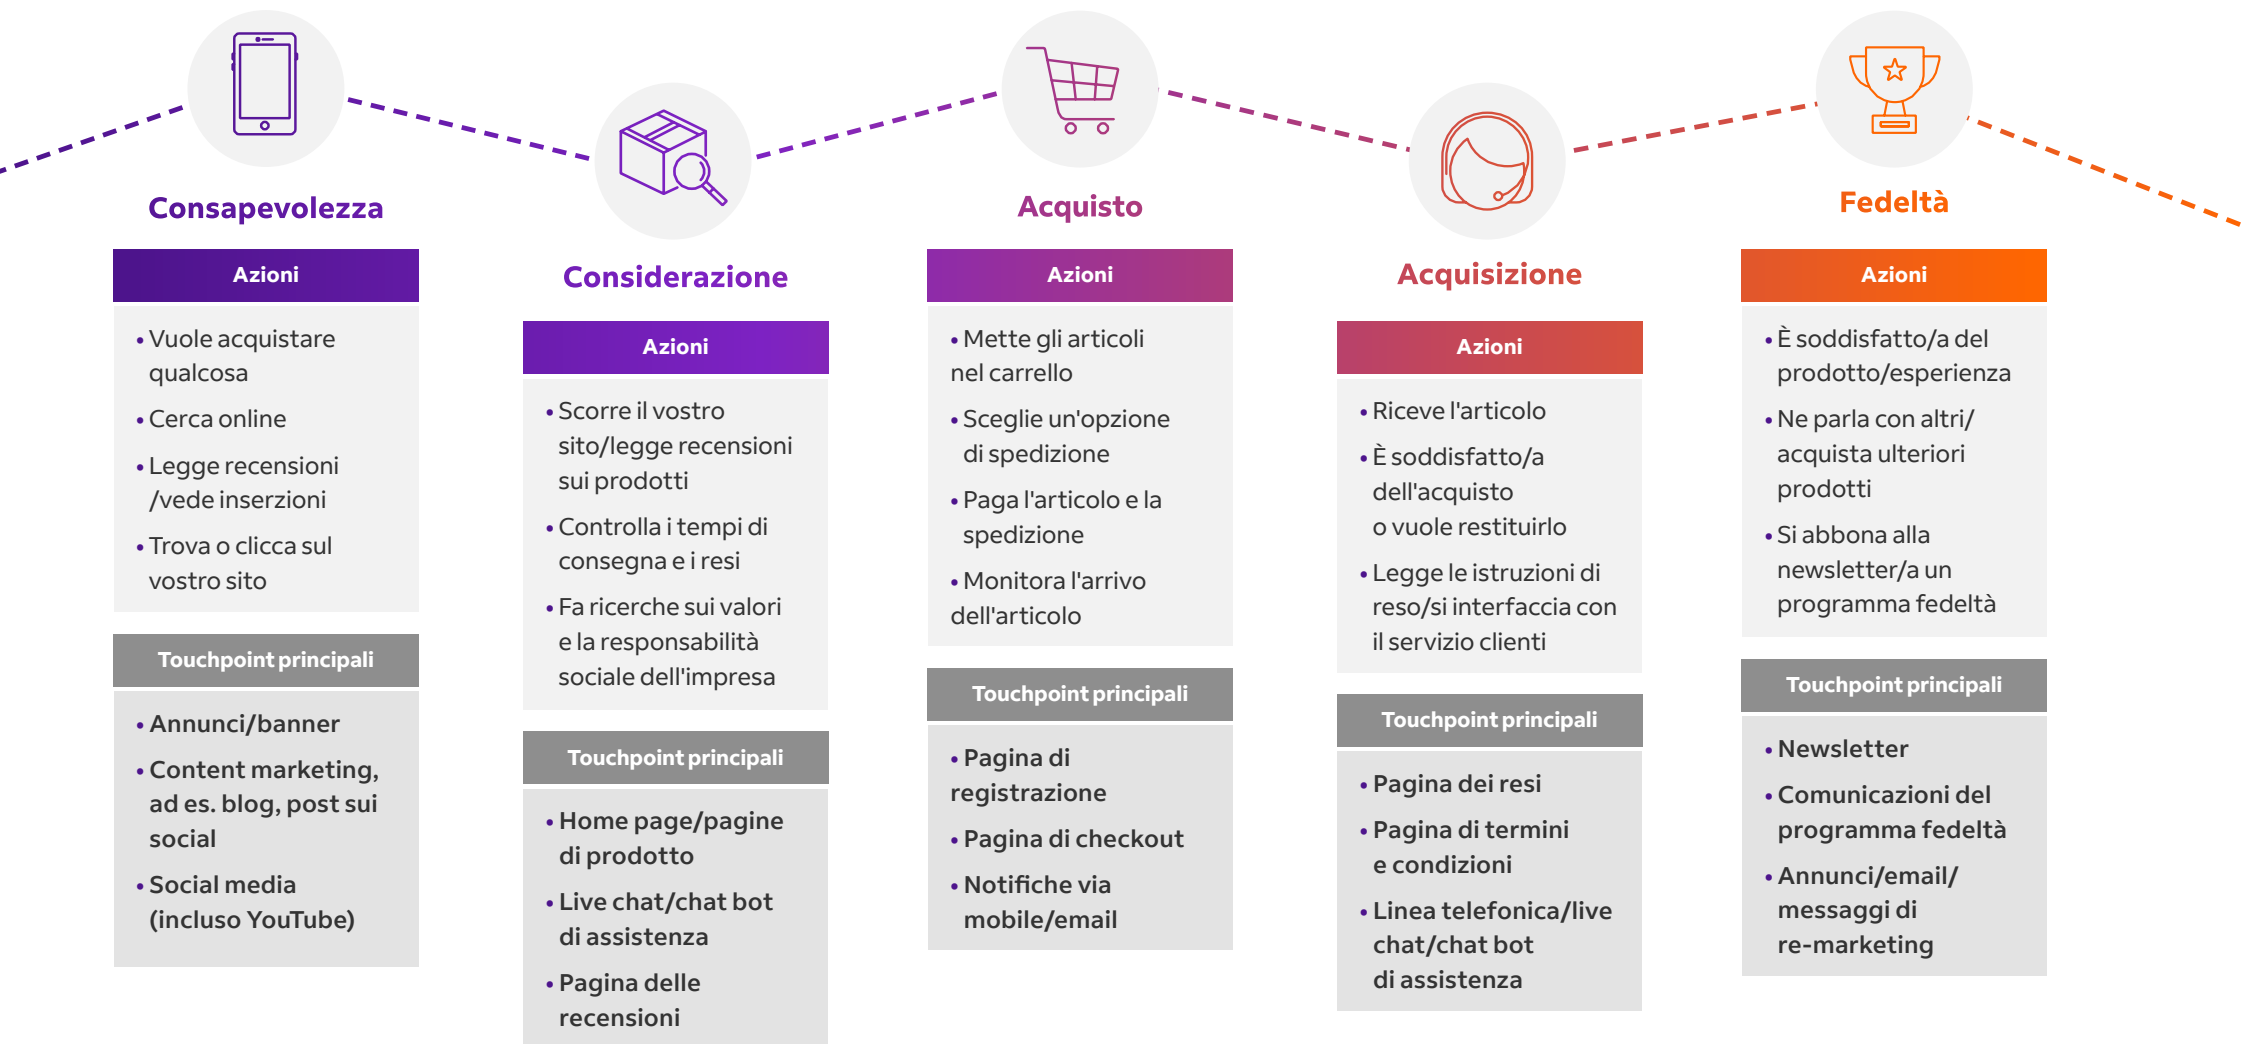 Consapevolezza
Azioni
• Vuole acquistare
qualcosa
• Cerca online
• Legge recensioni
/vede inserzioni
• Trova o clicca sul
vostro sito
Touchpoint principali
• Annunci/banner
• Content marketing,
ad es. blog, post sui
social
• Social media
(incluso YouTube)
Considerazione
Azioni
• Scorre il vostro
sito/legge recensioni
sui prodotti
• Controlla i tempi di
consegna e i resi
• Fa ricerche sui valori
e la responsabilità
sociale dell'impresa
Touchpoint principali
• Home page/pagine
di prodotto
• Live chat/chat bot
di assistenza
• Pagina delle
recensioni
Acquisto
Azioni
• Mette gli articoli
nel carrello
• Sceglie un'opzione
di spedizione
• Paga l'articolo e la
spedizione
• Monitora l'arrivo
dell'articolo
Touchpoint principali
• Pagina di
registrazione
• Pagina di checkout
• Notifiche via
mobile/email
Acquisizione
Azioni
• Riceve l'articolo
• È soddisfatto/a
dell'acquisto
o vuole restituirlo
• Legge le istruzioni di
reso/si interfaccia con
il servizio clienti
Touchpoint principali
• Pagina dei resi
• Pagina di termini
e condizioni
• Linea telefonica/live
chat/chat bot
di assistenza
Fedeltà
Azioni
• È soddisfatto/a del
prodotto/esperienza
• Ne parla con altri/
acquista ulteriori
prodotti
• Si abbona alla
newsletter/a un
programma fedeltà
Touchpoint principali
• Newsletter
• Comunicazioni del
programma fedeltà
• Annunci/email/
messaggi di
re-marketing